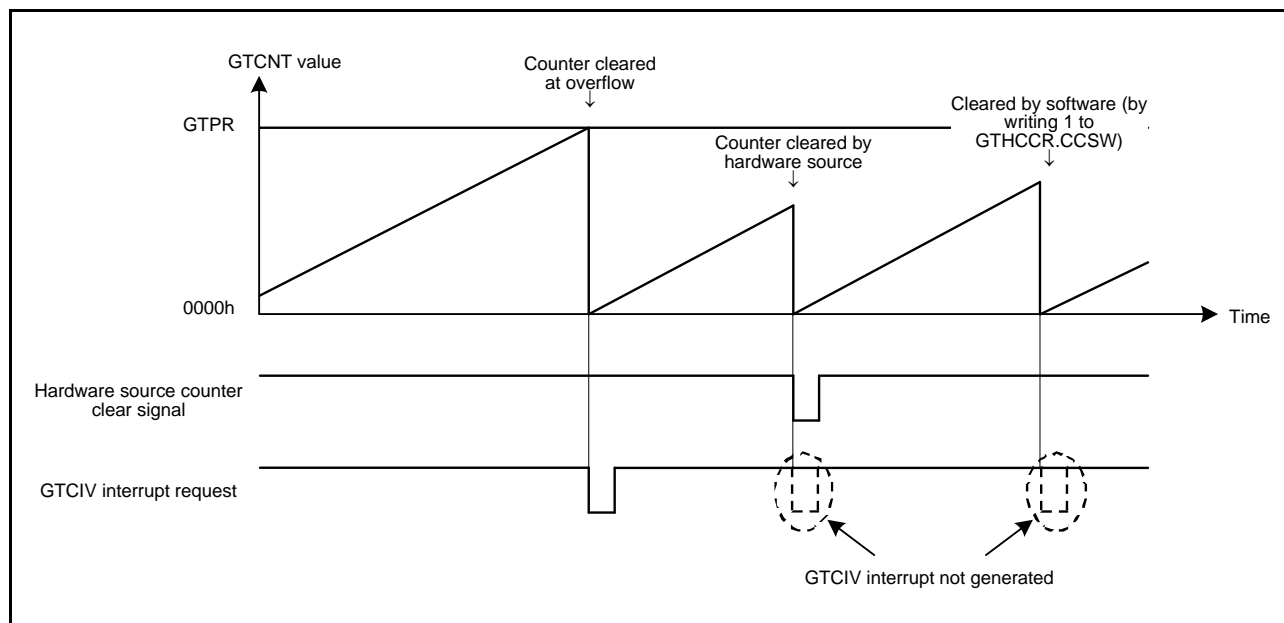 GTCNT value
Counter cleared
at overflow
↓
Cleared by software (by
writing 1 to
GTHCCR.CCSW)
↓
GTPR
Counter cleared by
hardware source
↓
0000h
Time
Hardware source counter
clear signal
GTCIV interrupt request
GTCIV interrupt not generated